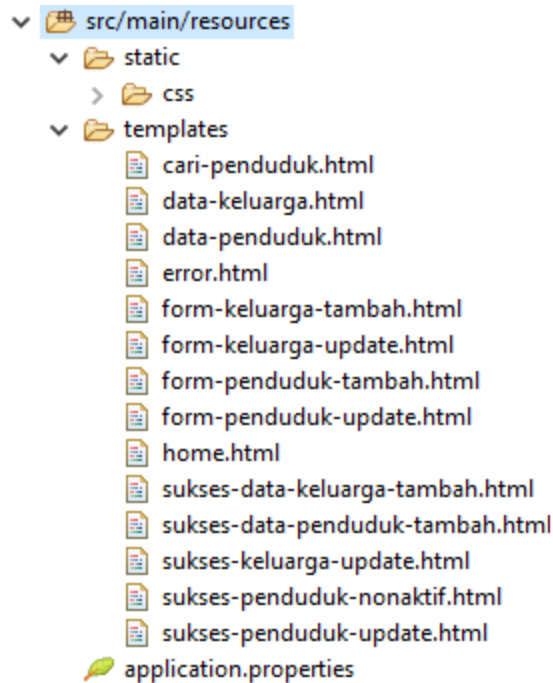 src/main/resources
static
css
templates
cari-penduduk.html
data-keluarga.html
data-penduduk.html
error.html
form-keluarga-tambah.html
form-keluarga-update.html
form-penduduk-tambah.html
form-penduduk-update.html
home.html
sukses-data-keluarga-tambah.html
sukses-data-penduduk-tambah.html
sukses-keluarga-update.html
sukses-penduduk-nonaktif.html
sukses-penduduk-update.html
application.properties